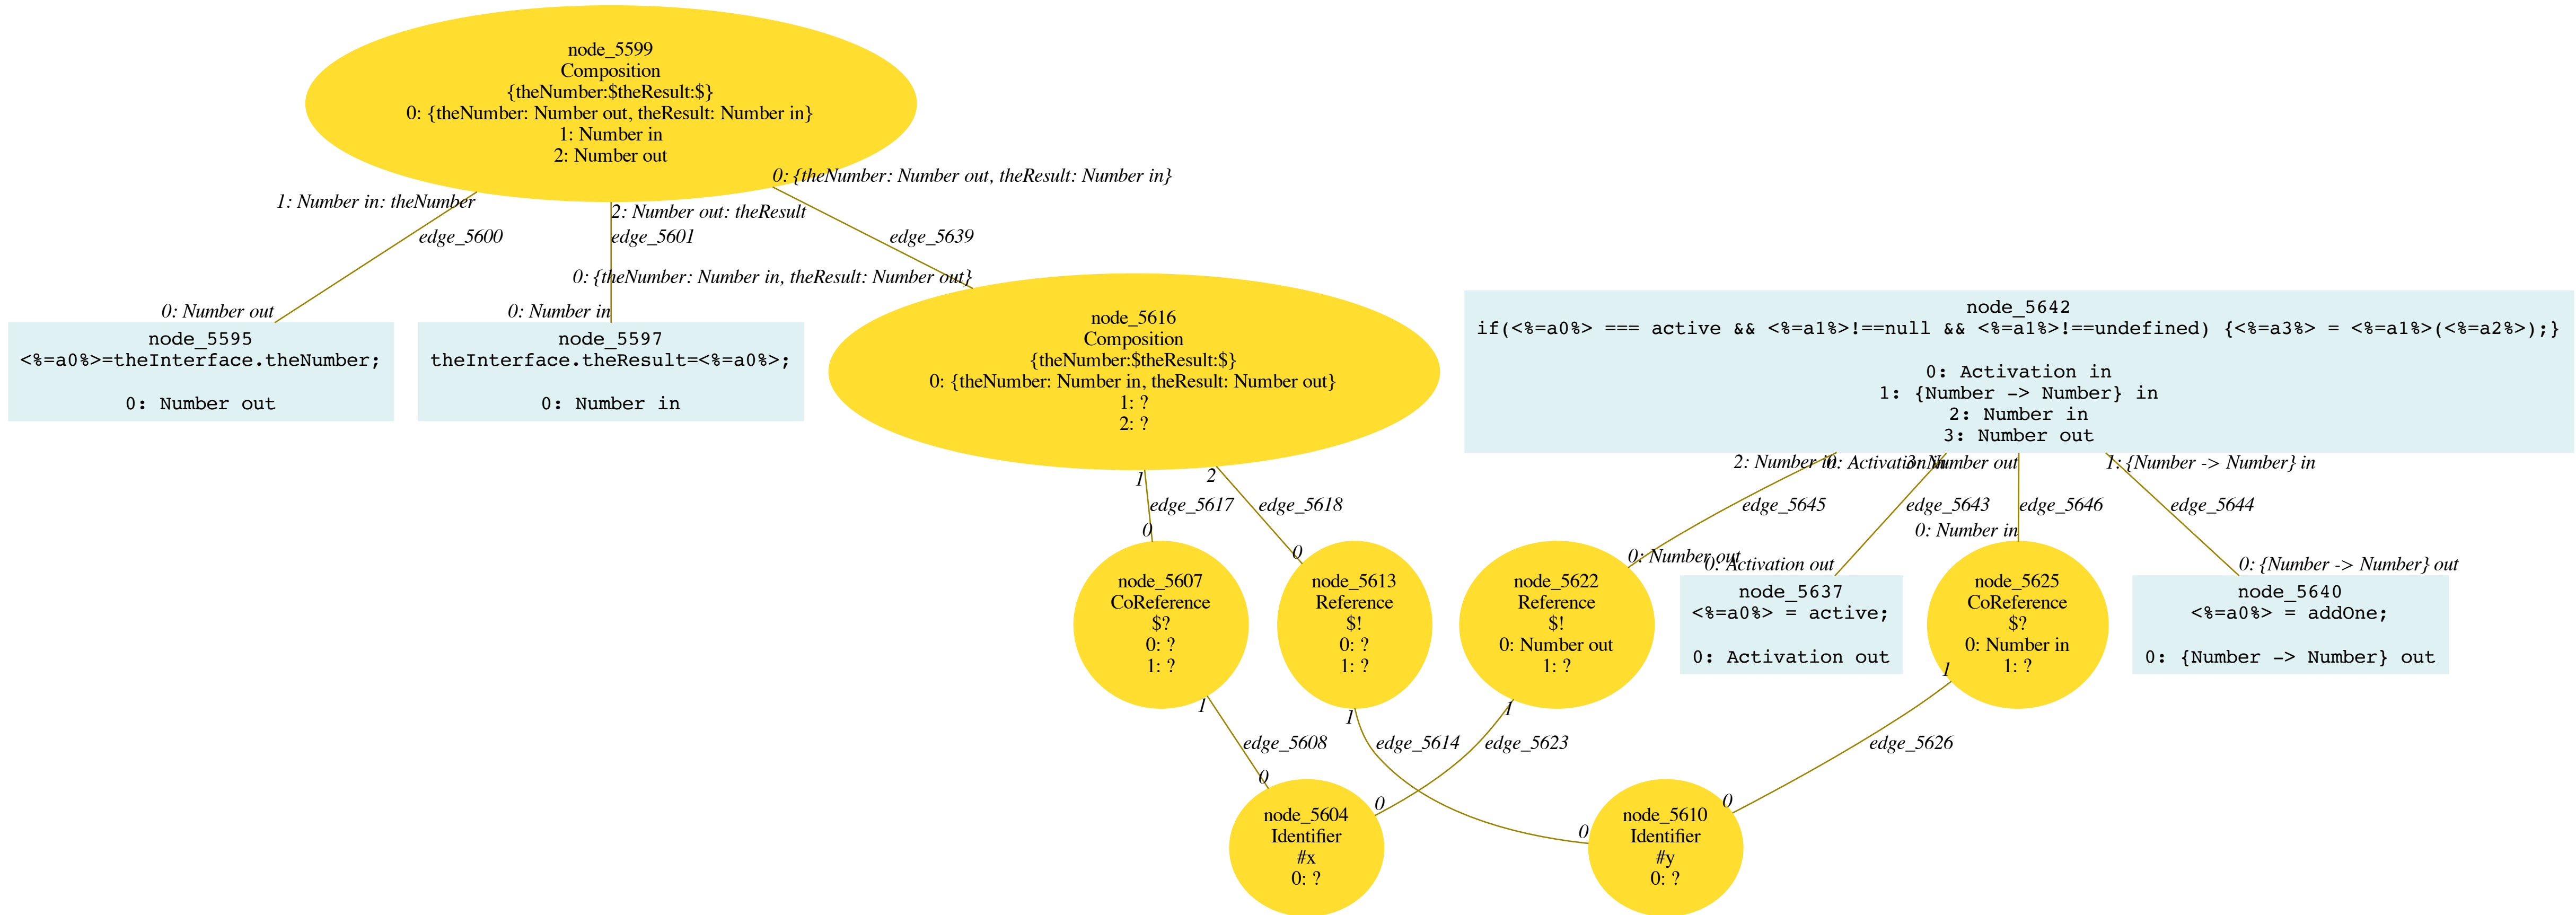 node_5599
Composition
{theNumber:$theResult:$}
0: {theNumber: Number out, theResult: Number in}
1: Number in
2: Number out
0: {theNumber: Number out, theResult: Number in}
1: Number in: theNumber
2: Number out: theResult
edge_5600
edge_5601
edge_5639
0: {theNumber: Number in, theResult: Number out}
0: Number out
0: Number in
node_5595
<%=a0%>=theInterface.theNumber;
0: Number out
node_5597
theInterface.theResult=<%=a0%>;
0: Number in
node_5616
Composition
{theNumber:$theResult:$}
0: {theNumber: Number in, theResult: Number out}
1: ?
2: ?
node_5642
if(<%=a0%> === active && <%=a1%>!==null && <%=a1%>!==undefined) {<%=a3%> = <%=a1%>(<%=a2%>);}
0: Activation in
1: {Number -> Number} in
2: Number in
3: Number out
1
2
2: Number in
0: Activation in
3: Number out
1: {Number -> Number} in
edge_5617
edge_5618
edge_5645
edge_5643
edge_5646
edge_5644
0
0
0: Number out
0: Activation out
0: Number in
0: {Number -> Number} out
node_5607
CoReference
$?
0: ?
1: ?
node_5613
Reference
$!
0: ?
1: ?
node_5622
Reference
$!
0: Number out
1: ?
node_5637
<%=a0%> = active;
0: Activation out
node_5625
CoReference
$?
0: Number in
1: ?
node_5640
<%=a0%> = addOne;
0: {Number -> Number} out
1
1
1
1
edge_5608
edge_5614
edge_5623
edge_5626
0
0
0
0
node_5604
Identifier
#x
0: ?
node_5610
Identifier
#y
0: ?